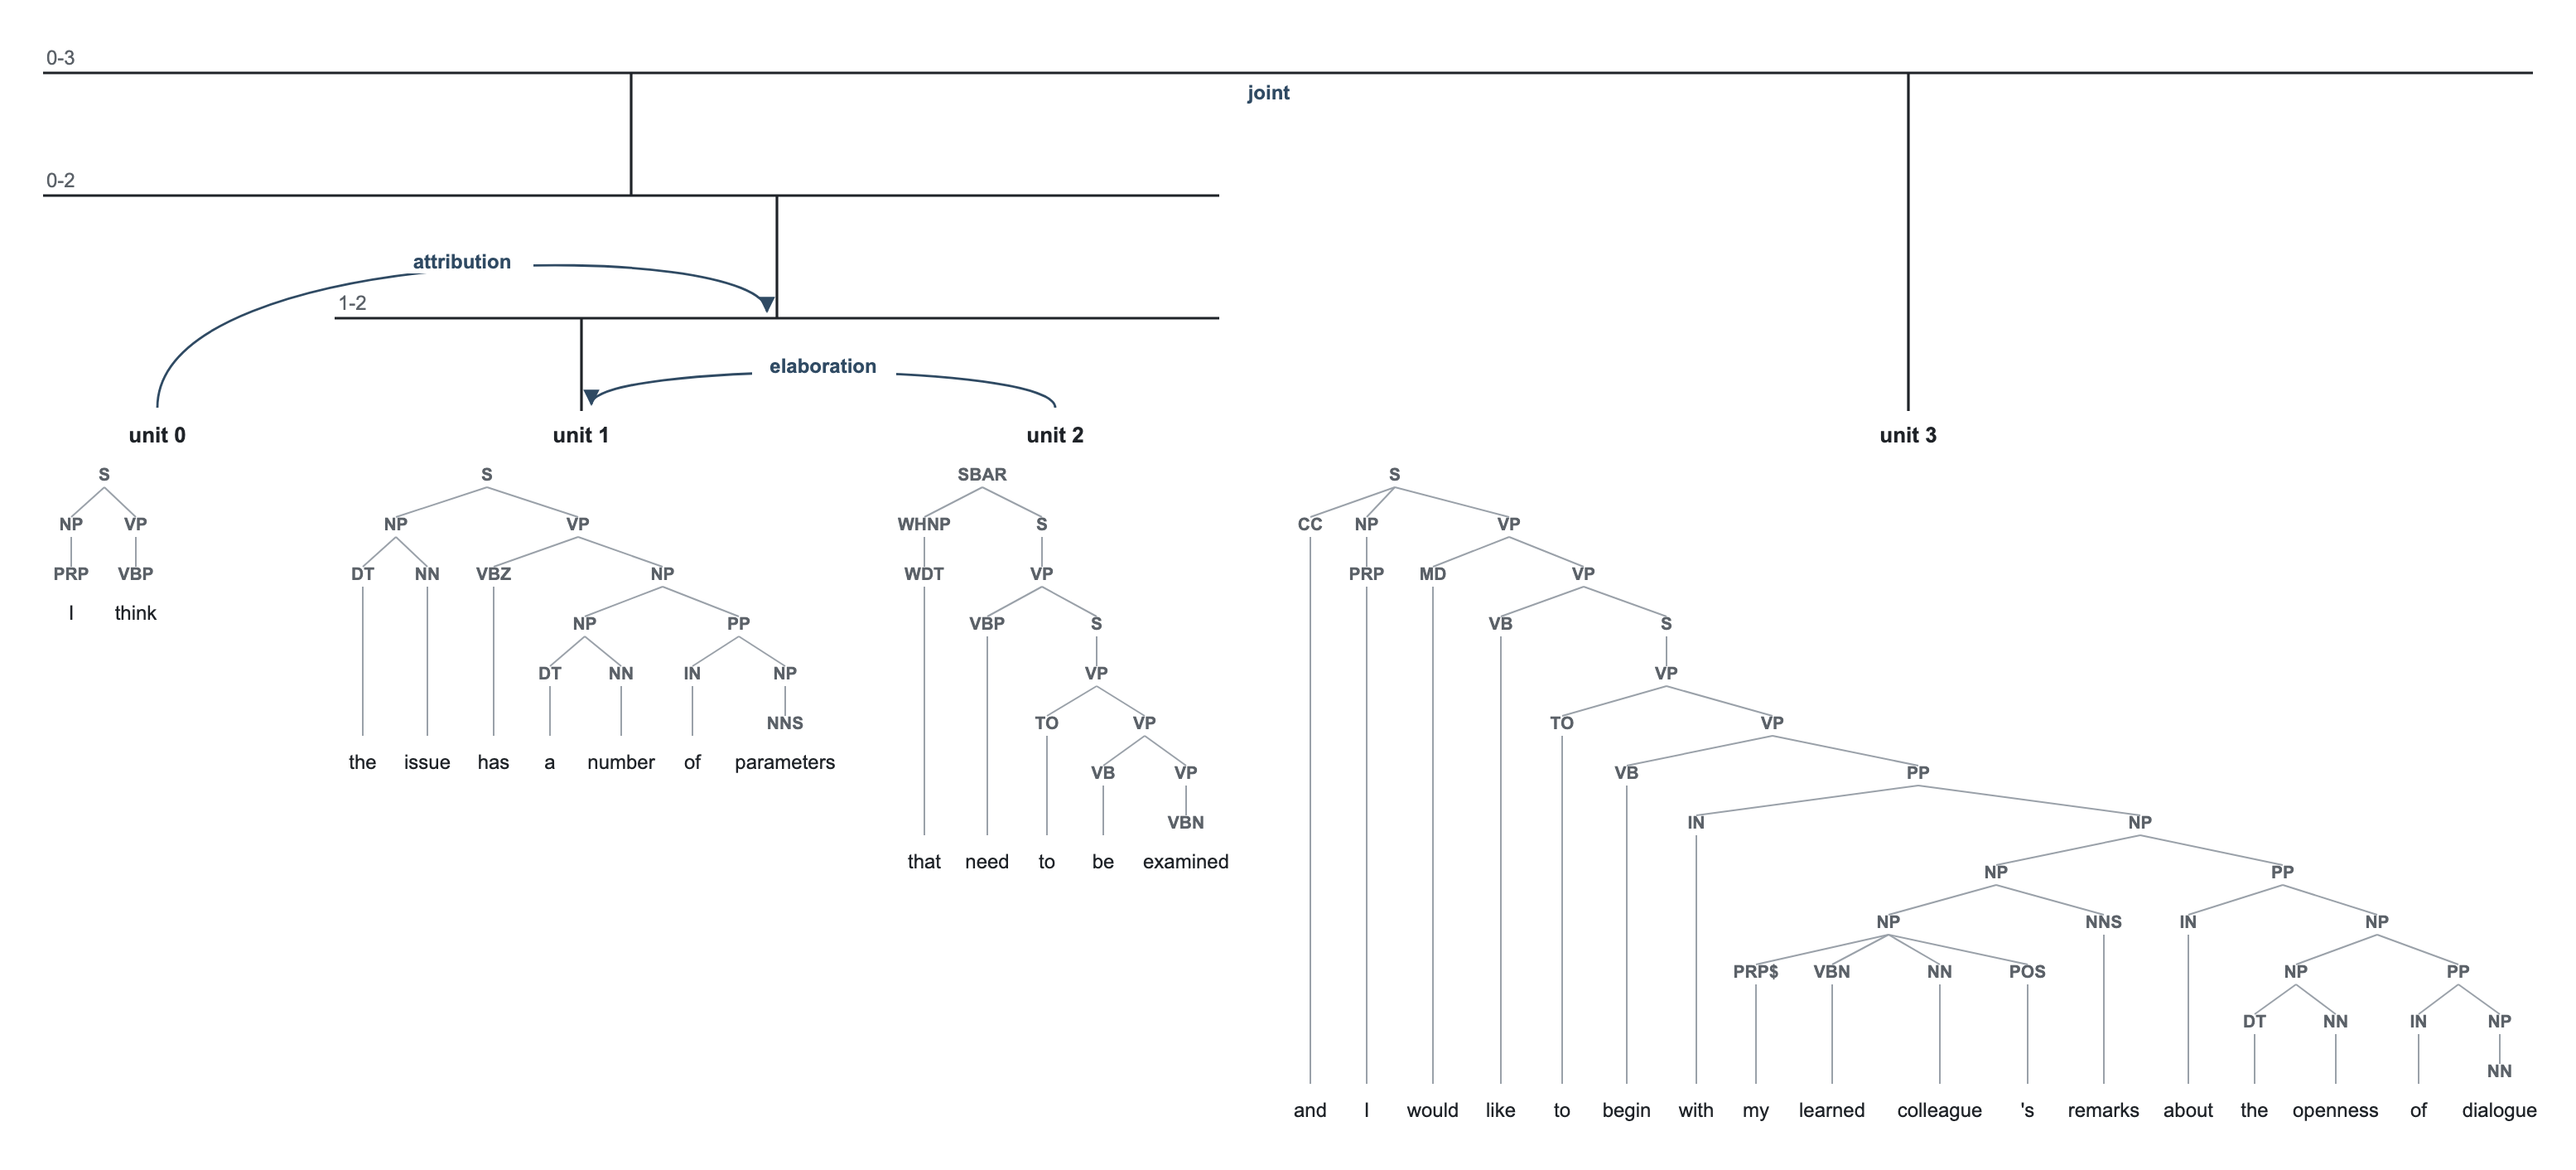 0-3
joint
0-2
attribution
1-2
elaboration
unit 0 unit 1 unit 2 unit 3
S S SBAR S
NP VP NP VP WHNP S CC NP VP
PRP VBP DT NN VBZ NP WDT VP PRP MD VP
I think
NP PP VBP S VB S
DT NN IN NP VP VP
NNS TO VP TO VP
the issue has a number of parameters
VB VP VB PP
VBN IN NP
that need to be examined
NP PP
NP NNS IN NP
PRP$ VBN NN POS NP PP
DT NN IN NP
NN
and I would like to begin with my learned colleague 's remarks about the openness of dialogue